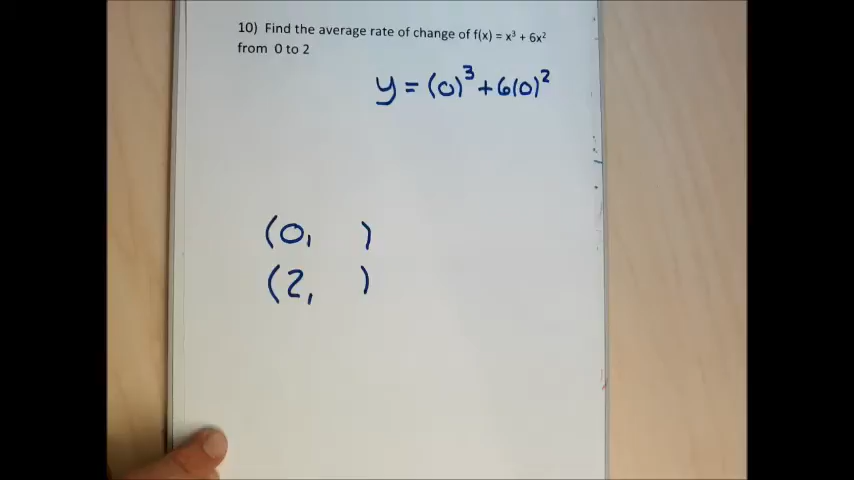 10) Find the average rate of change of f(x) = x³ + 6x²
from 0 to 2
y = (0)³ + 6(0)²
(0, )
(2, )